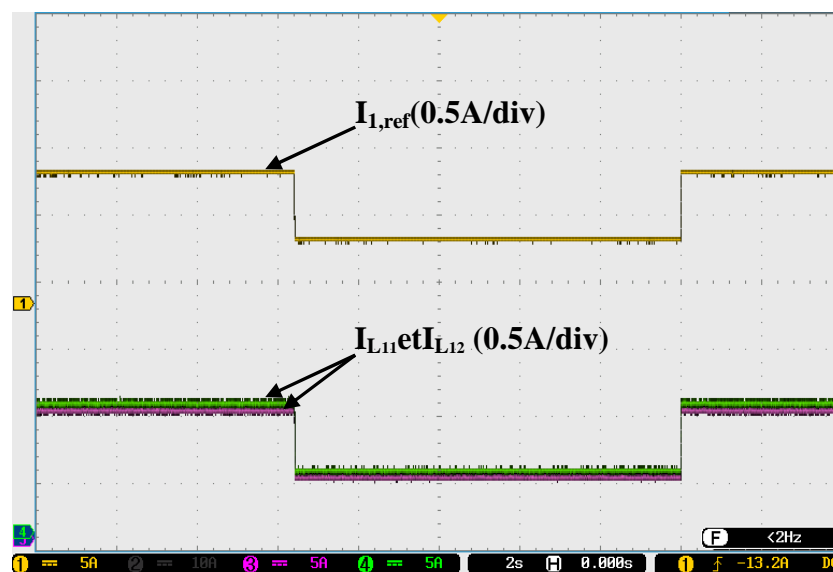 I1,ref(0.5A/div)
1
IL11etIL12 (0.5A/div)
4
F <2Hz
1 5A 2 10A 3 5A 4 5A 2s H 0.000s 1 -13.2A